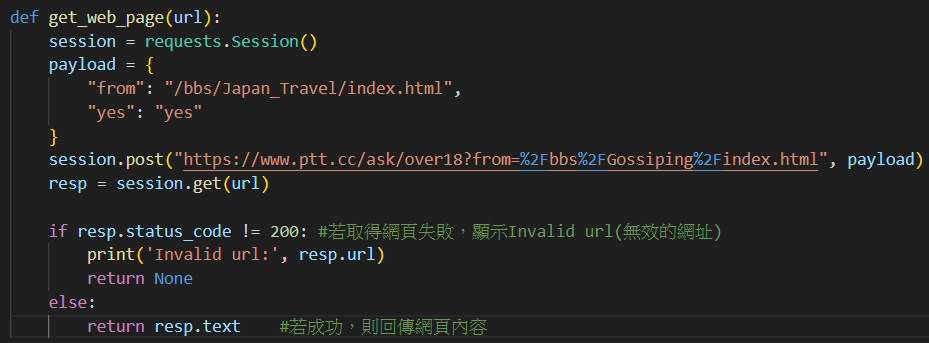 def get_web_page(url):
    session = requests.Session()
    payload = {
        "from": "/bbs/Japan_Travel/index.html",
        "yes": "yes"
    }
    session.post("https://www.ptt.cc/ask/over18?from=%2Fbbs%2FGossiping%2Findex.html", payload)
    resp = session.get(url)
    if resp.status_code != 200: #若取得網頁失敗，顯示Invalid url(無效的網址)
        print('Invalid url:', resp.url)
        return None
    else:
        return resp.text    #若成功，則回傳網頁內容